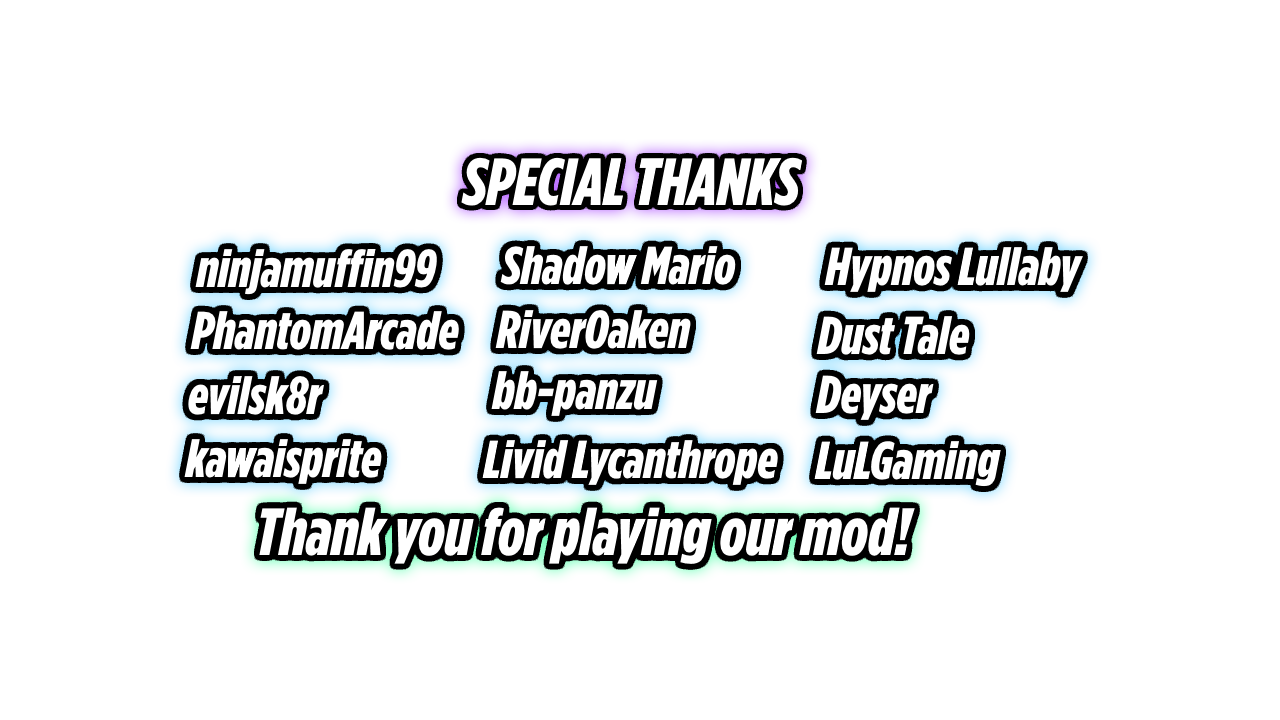 SPECIAL THANKS
ninjamuffin99
PhantomArcade
evilsk8r
kawaisprite
Shadow Mario
RiverOaken
bb-panzu
Livid Lycanthrope
Hypnos Lullaby
Dust Tale
Deyser
LuLGaming
Thank you for playing our mod!